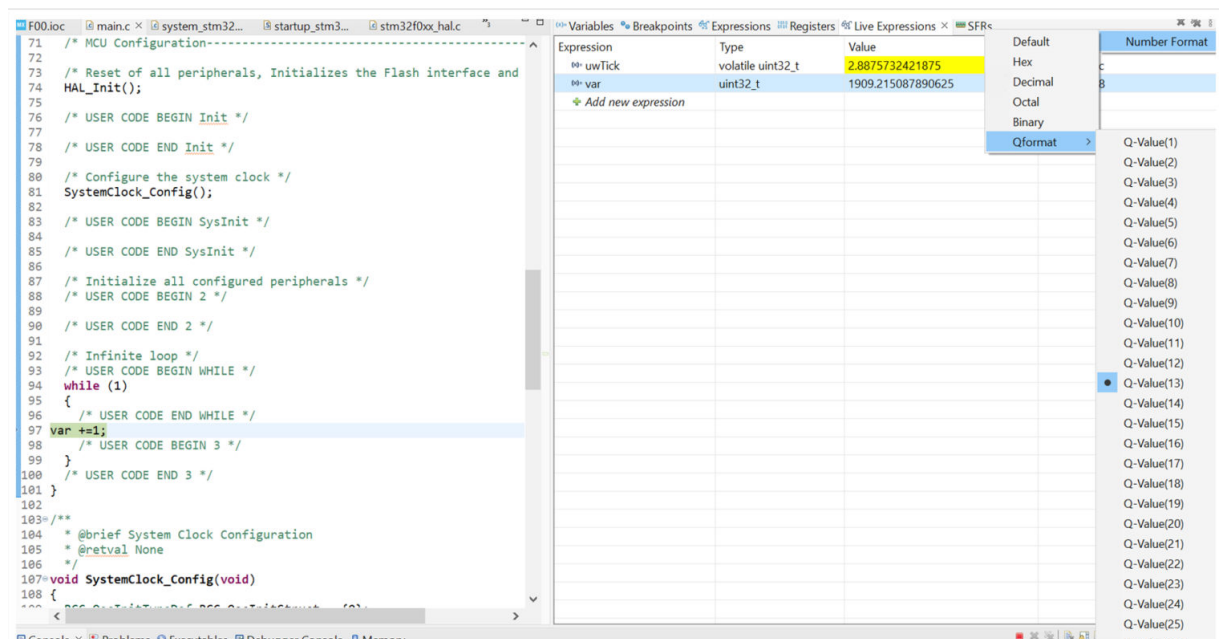 F00.ioc main.c × system_stm32... startup_stm3... stm32f0xx_hal.c "₃
Variables Breakpoints Expressions Registers Live Expressions × SFRs
71 /* MCU Configuration--------------------------------------------
72
73 /* Reset of all peripherals, Initializes the Flash interface and
74 HAL_Init();
75
76 /* USER CODE BEGIN Init */
77
78 /* USER CODE END Init */
79
80 /* Configure the system clock */
81 SystemClock_Config();
82
83 /* USER CODE BEGIN SysInit */
84
85 /* USER CODE END SysInit */
86
87 /* Initialize all configured peripherals */
88 /* USER CODE BEGIN 2 */
89
90 /* USER CODE END 2 */
91
92 /* Infinite loop */
93 /* USER CODE BEGIN WHILE */
94 while (1)
95 {
96 /* USER CODE END WHILE */
97 var +=1;
98 /* USER CODE BEGIN 3 */
99 }
100 /* USER CODE END 3 */
101 }
102
103 /**
104 * @brief System Clock Configuration
105 * @retval None
106 */
107 void SystemClock_Config(void)
108 {
Expression Type Value
uwTick volatile uint32_t 2.8875732421875 c
var uint32_t 1909.215087890625 8
Add new expression
Default
Hex
Decimal
Octal
Binary
Qformat >
Number Format
Q-Value(1)
Q-Value(2)
Q-Value(3)
Q-Value(4)
Q-Value(5)
Q-Value(6)
Q-Value(7)
Q-Value(8)
Q-Value(9)
Q-Value(10)
Q-Value(11)
Q-Value(12)
Q-Value(13)
Q-Value(14)
Q-Value(15)
Q-Value(16)
Q-Value(17)
Q-Value(18)
Q-Value(19)
Q-Value(20)
Q-Value(21)
Q-Value(22)
Q-Value(23)
Q-Value(24)
Q-Value(25)
Console × Problems Executables Debugger Console Memory